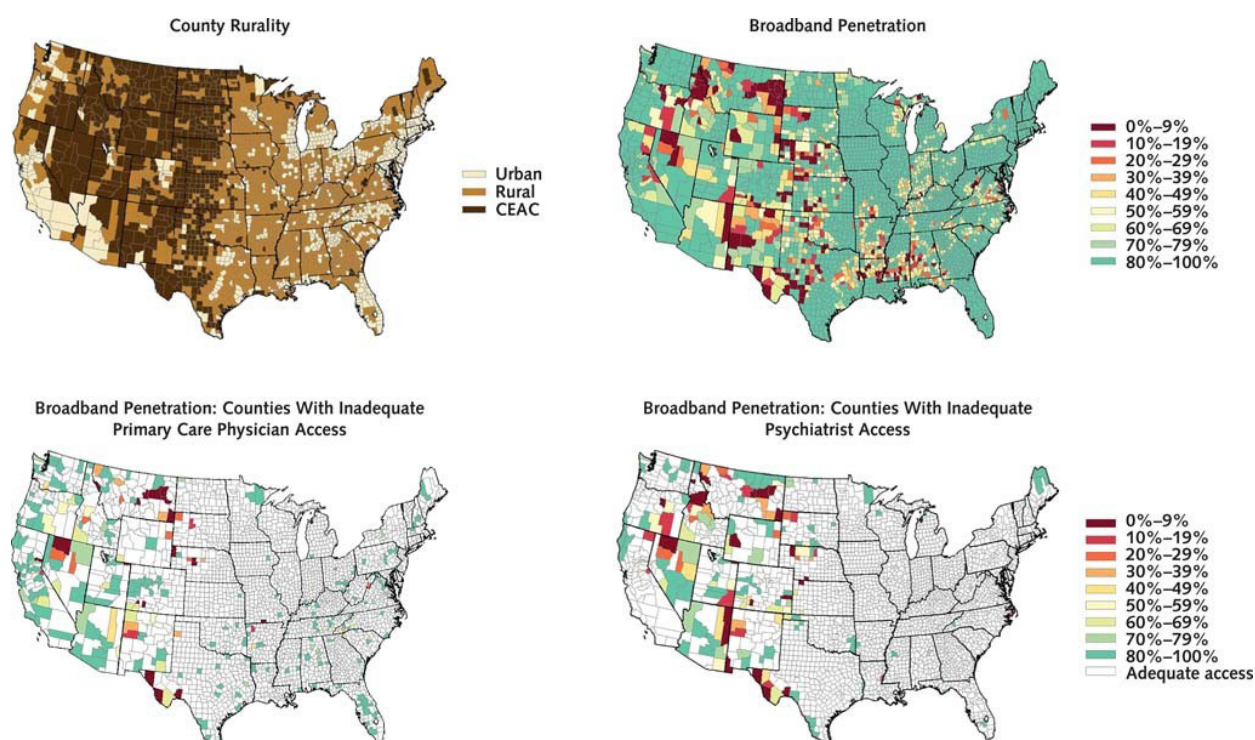 County Rurality
Urban
Rural
CEAC
Broadband Penetration
0%–9%
10%–19%
20%–29%
30%–39%
40%–49%
50%–59%
60%–69%
70%–79%
80%–100%
Broadband Penetration: Counties With Inadequate
Primary Care Physician Access
Broadband Penetration: Counties With Inadequate
Psychiatrist Access
0%–9%
10%–19%
20%–29%
30%–39%
40%–49%
50%–59%
60%–69%
70%–79%
80%–100%
Adequate access